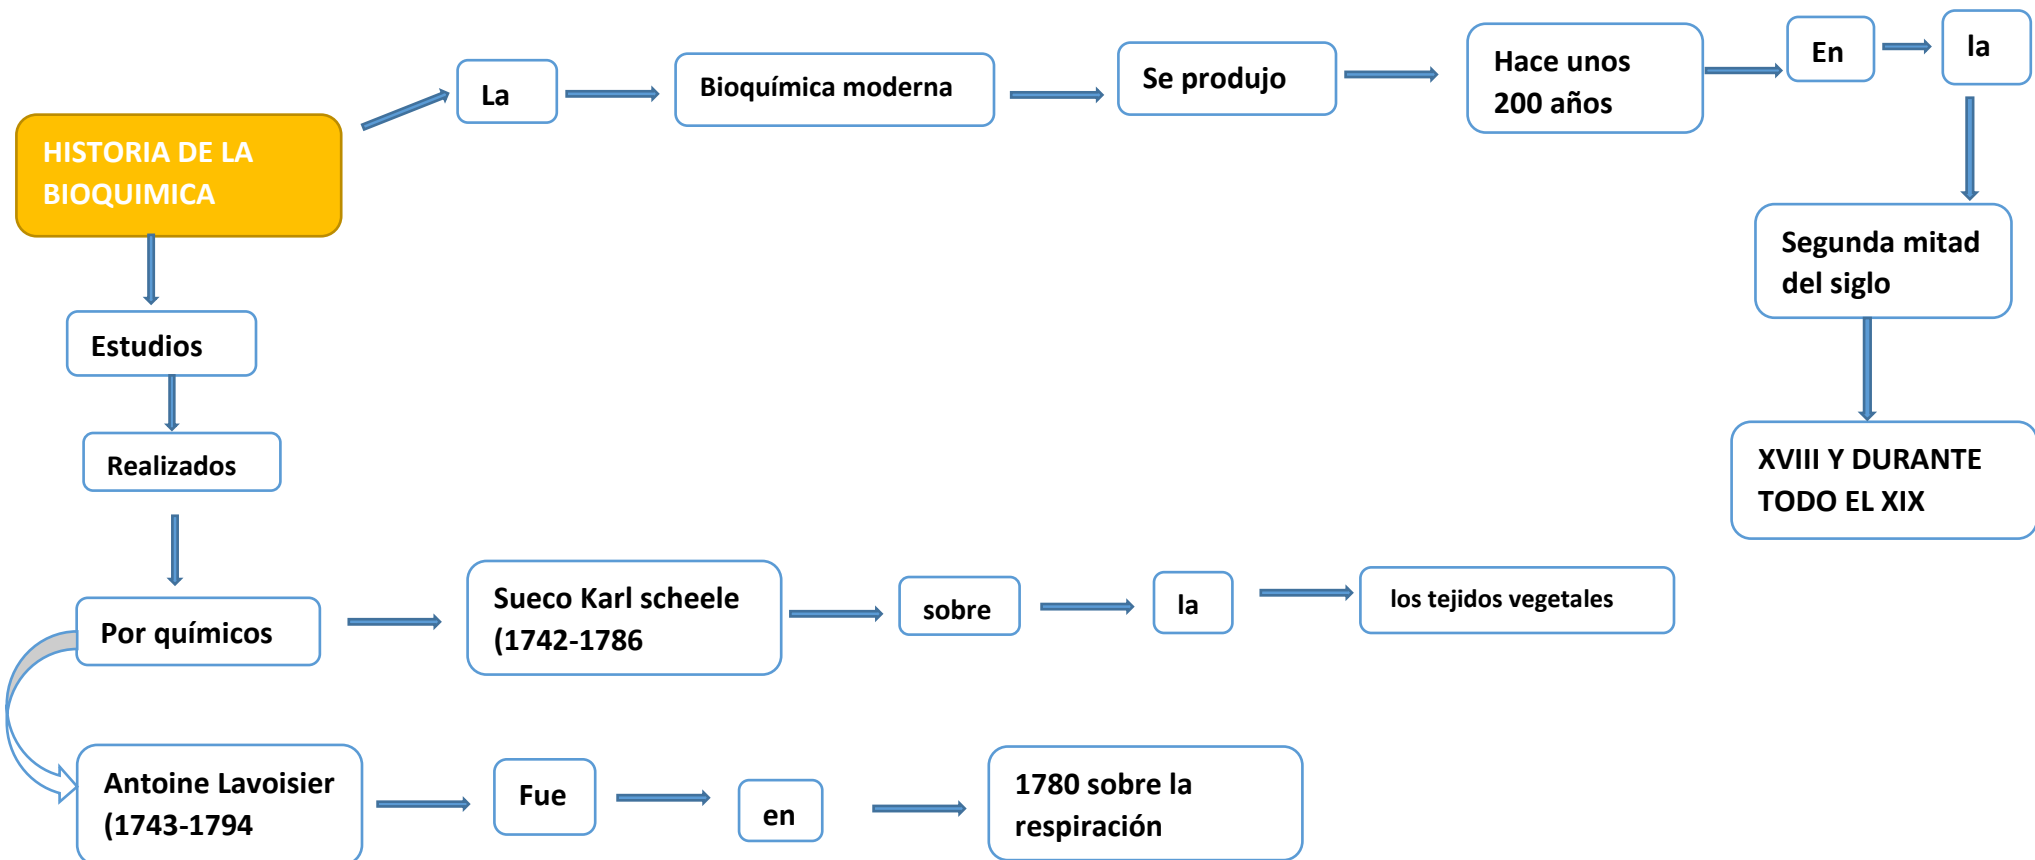 HISTORIA DE LA
BIOQUIMICA
La
Bioquímica moderna
Se produjo
Hace unos
200 años
En
la
Segunda mitad
del siglo
XVIII Y DURANTE
TODO EL XIX
Estudios
Realizados
Por químicos
Sueco Karl scheele
(1742-1786
sobre
la
los tejidos vegetales
Antoine Lavoisier
(1743-1794
Fue
en
1780 sobre la
respiración